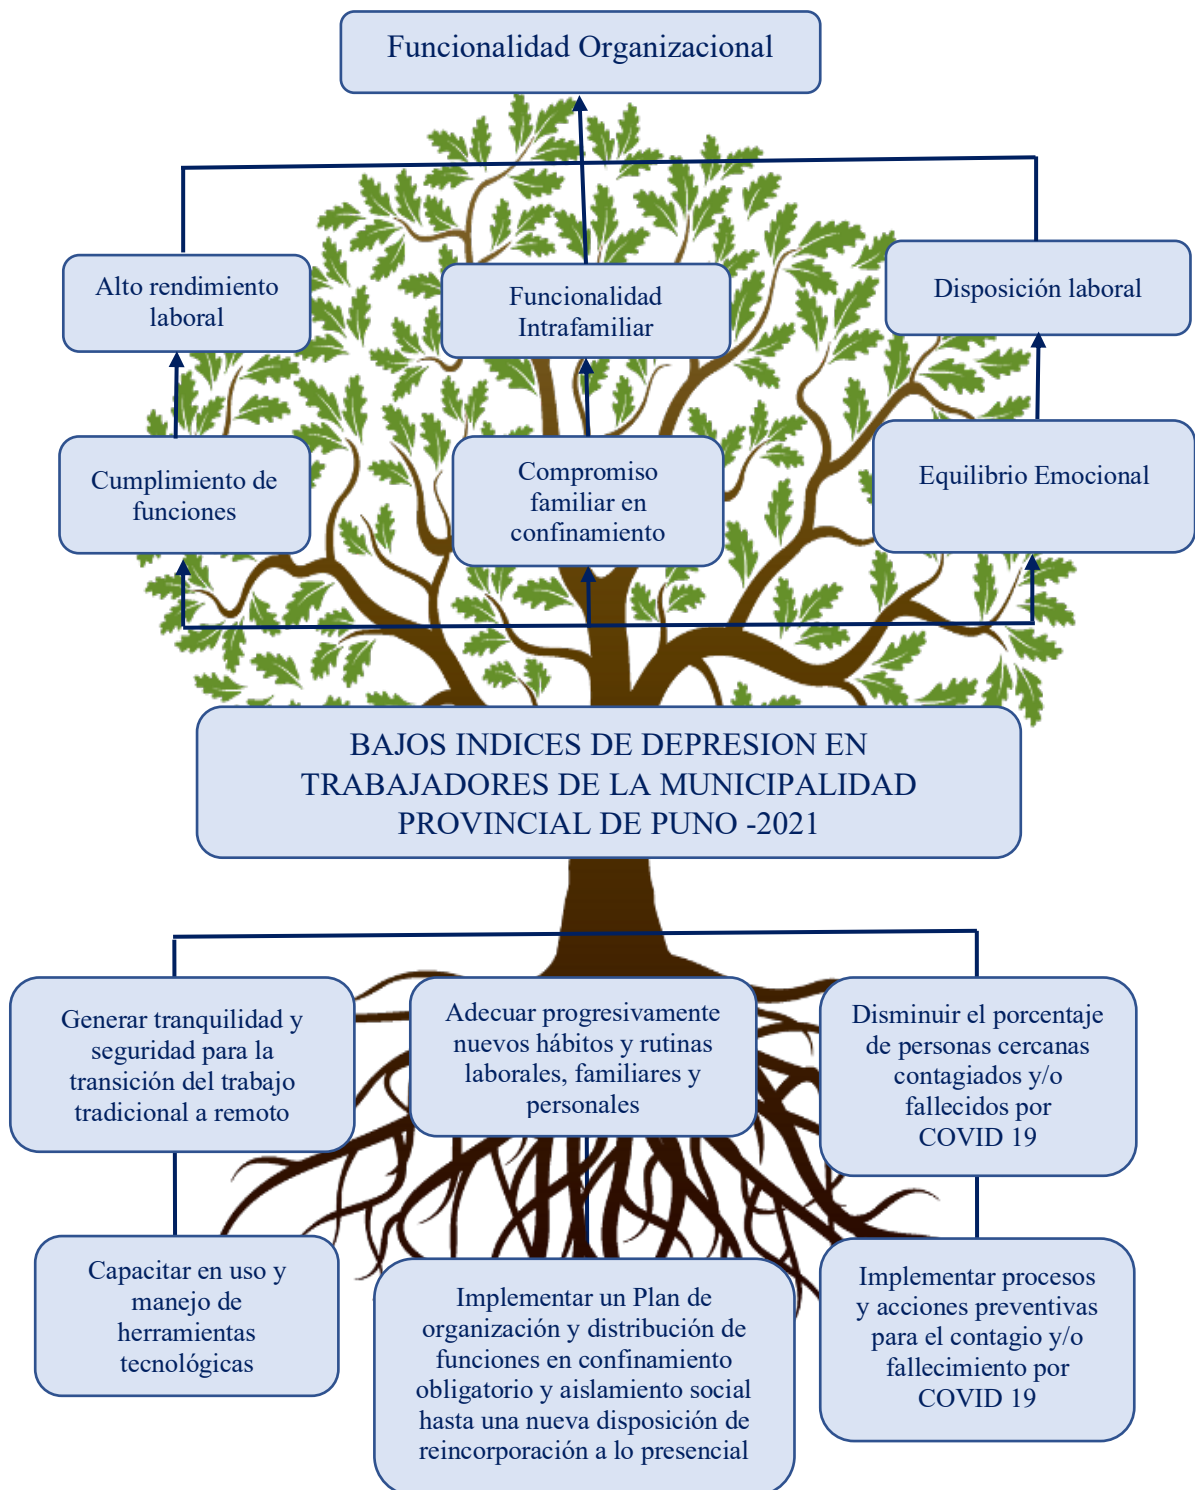 Funcionalidad Organizacional
Alto rendimiento
laboral
Funcionalidad
Intrafamiliar
Disposición laboral
Cumplimiento de
funciones
Compromiso
familiar en
confinamiento
Equilibrio Emocional
BAJOS INDICES DE DEPRESION EN
TRABAJADORES DE LA MUNICIPALIDAD
PROVINCIAL DE PUNO -2021
Generar tranquilidad y
seguridad para la
transición del trabajo
tradicional a remoto
Adecuar progresivamente
nuevos hábitos y rutinas
laborales, familiares y
personales
Disminuir el porcentaje
de personas cercanas
contagiados y/o
fallecidos por
COVID 19
Capacitar en uso y
manejo de
herramientas
tecnológicas
Implementar un Plan de
organización y distribución de
funciones en confinamiento
obligatorio y aislamiento social
hasta una nueva disposición de
reincorporación a lo presencial
Implementar procesos
y acciones preventivas
para el contagio y/o
fallecimiento por
COVID 19